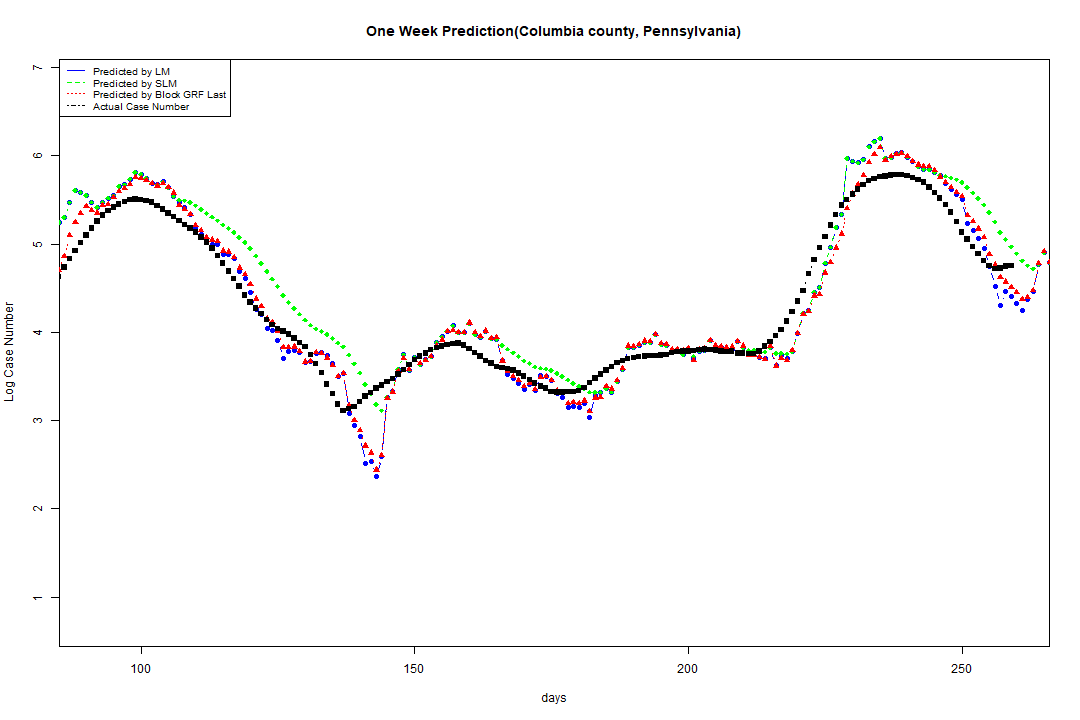 One Week Prediction(Columbia county, Pennsylvania)
Predicted by LM
Predicted by SLM
Predicted by Block GRF Last
Actual Case Number
7
6
5
4
3
2
1
Log Case Number
100 150 200 250
days